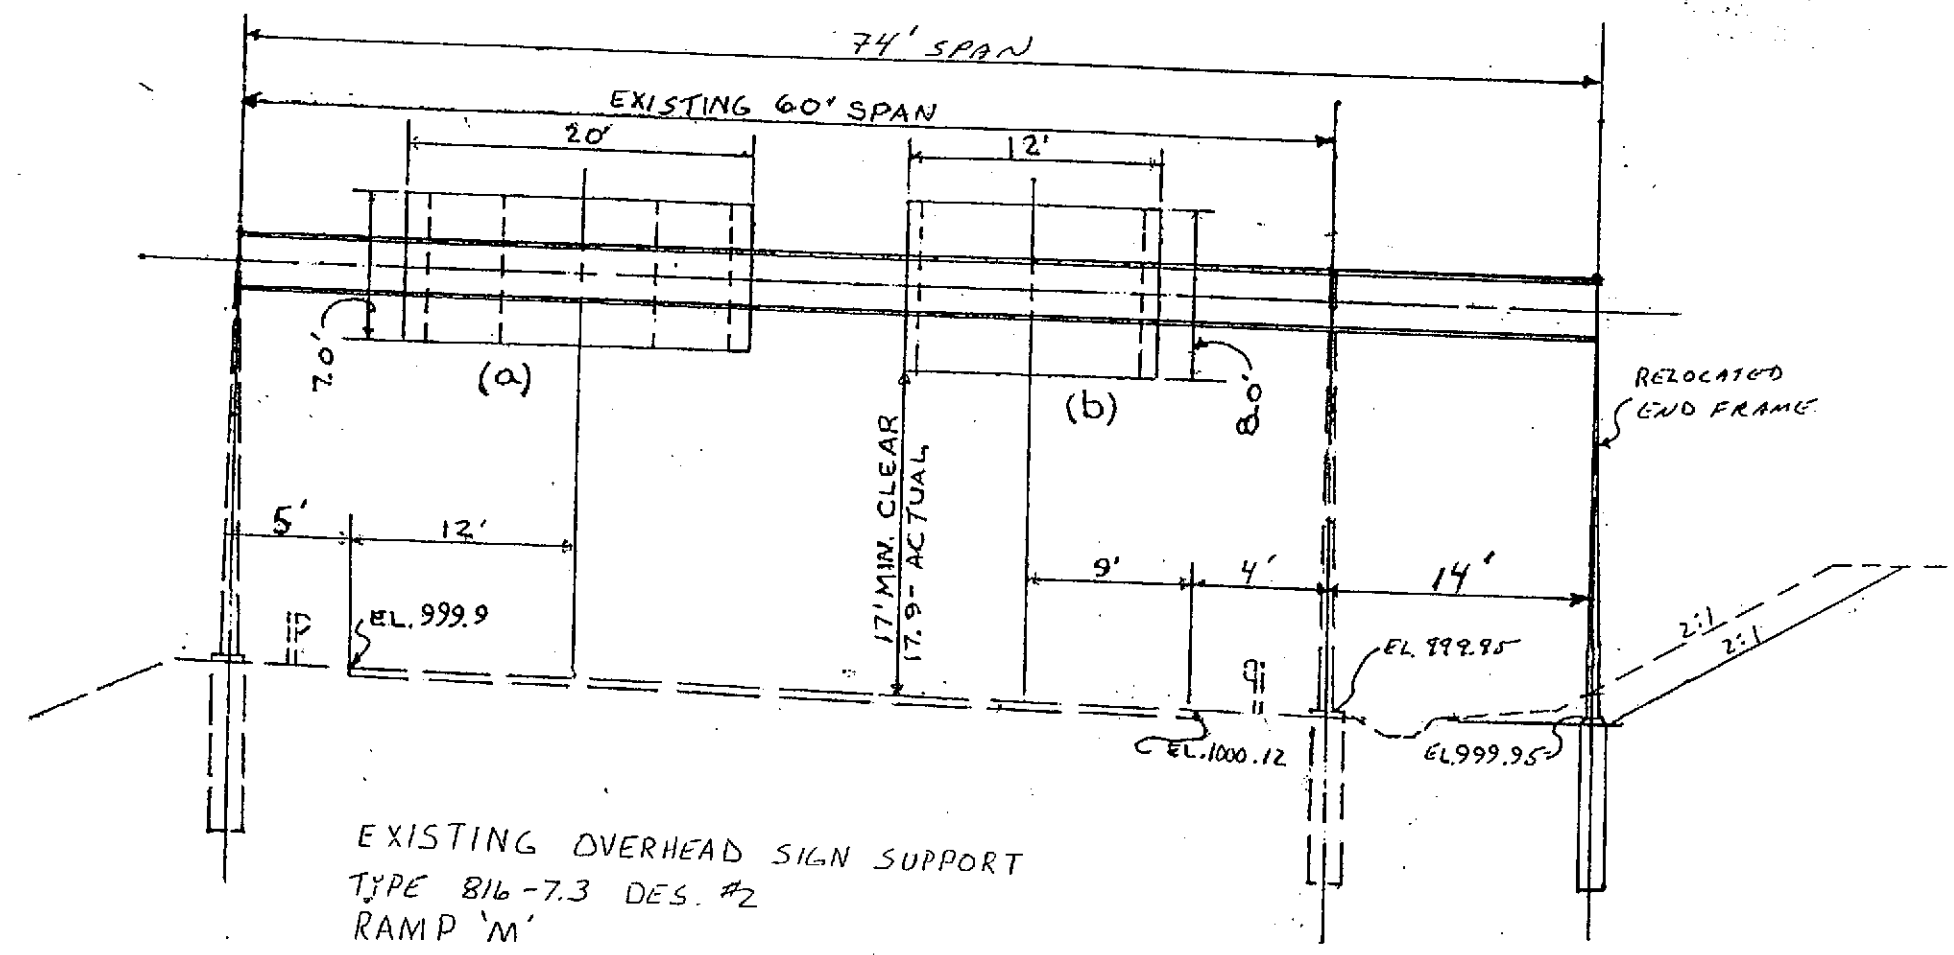 74' SPAN
EXISTING 60' SPAN
20'
12'
7.0'
(a)
(b)
8.0'
RELOCATED
END FRAME
17' MIN. CLEAR
17.9- ACTUAL
5'
12'
9'
4'
14'
EL. 999.9
2:1
2:1
EL. 999.95
EL. 1000.12
EL 999.95
EXISTING OVERHEAD SIGN SUPPORT
TYPE 816-7.3 DES. #2
RAMP 'M'